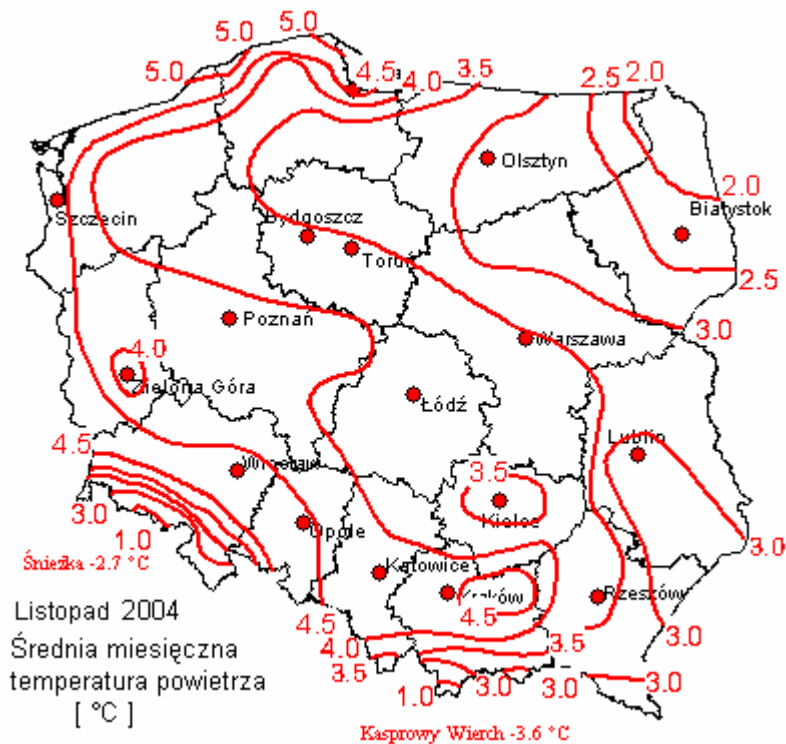 5.0
5.0
5.0
4.5
4.0
3.5
2.5
2.0
Olsztyn
2.0
Szczecin
Bydgoszcz
Białystok
Toruń
2.5
Poznań
3.0
Warszawa
4.0
Zielona Góra
Łódź
4.5
Wrocław
Lublin
3.5
3.0
Kielce
1.0
Opole
3.0
Śnieżka -2.7 °C
Katowice
Kraków
Rzeszów
4.5
4.5
4.0
3.5
3.0
3.5
1.0
3.0
3.0
3.0
Listopad 2004
Średnia miesięczna
temperatura powietrza
[ °C ]
Kasprowy Wierch -3.6 °C